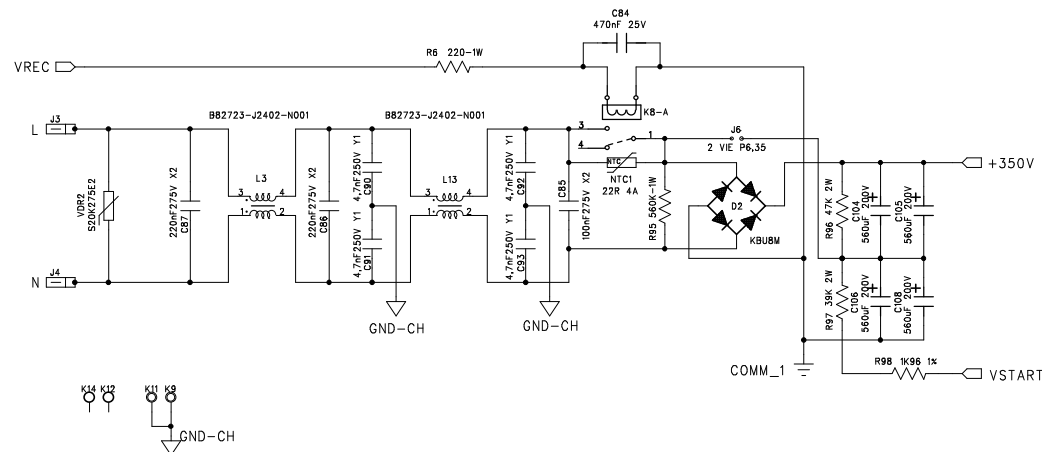 C84
470nF 25V
R6 220-1W
VREC
K8-A
J3
L
B82723-J2402-N001
B82723-J2402-N001
3
4
1
J6
2 VIE P6,35
NTC
NTC1
22R 4A
+350V
VDR2
S20K275E2
220nF275V X2
C87
L3
3
4
1
2
220nF275V X2
C86
4,7nF250V Y1
C90
4,7nF250V Y1
C91
L13
3
4
1
2
4,7nF250V Y1
C92
4,7nF250V Y1
C93
C85
100nF275V X2
R95 560K-1W
D2
KBU8M
R96 47K 2W
C104
560uF 200V
C105
560uF 200V
R97 39K 2W
C106
560uF 200V
C108
560uF 200V
J4
N
GND-CH
GND-CH
COMM_1
R98 1K96 1%
VSTART
K14
K12
K11
K9
GND-CH